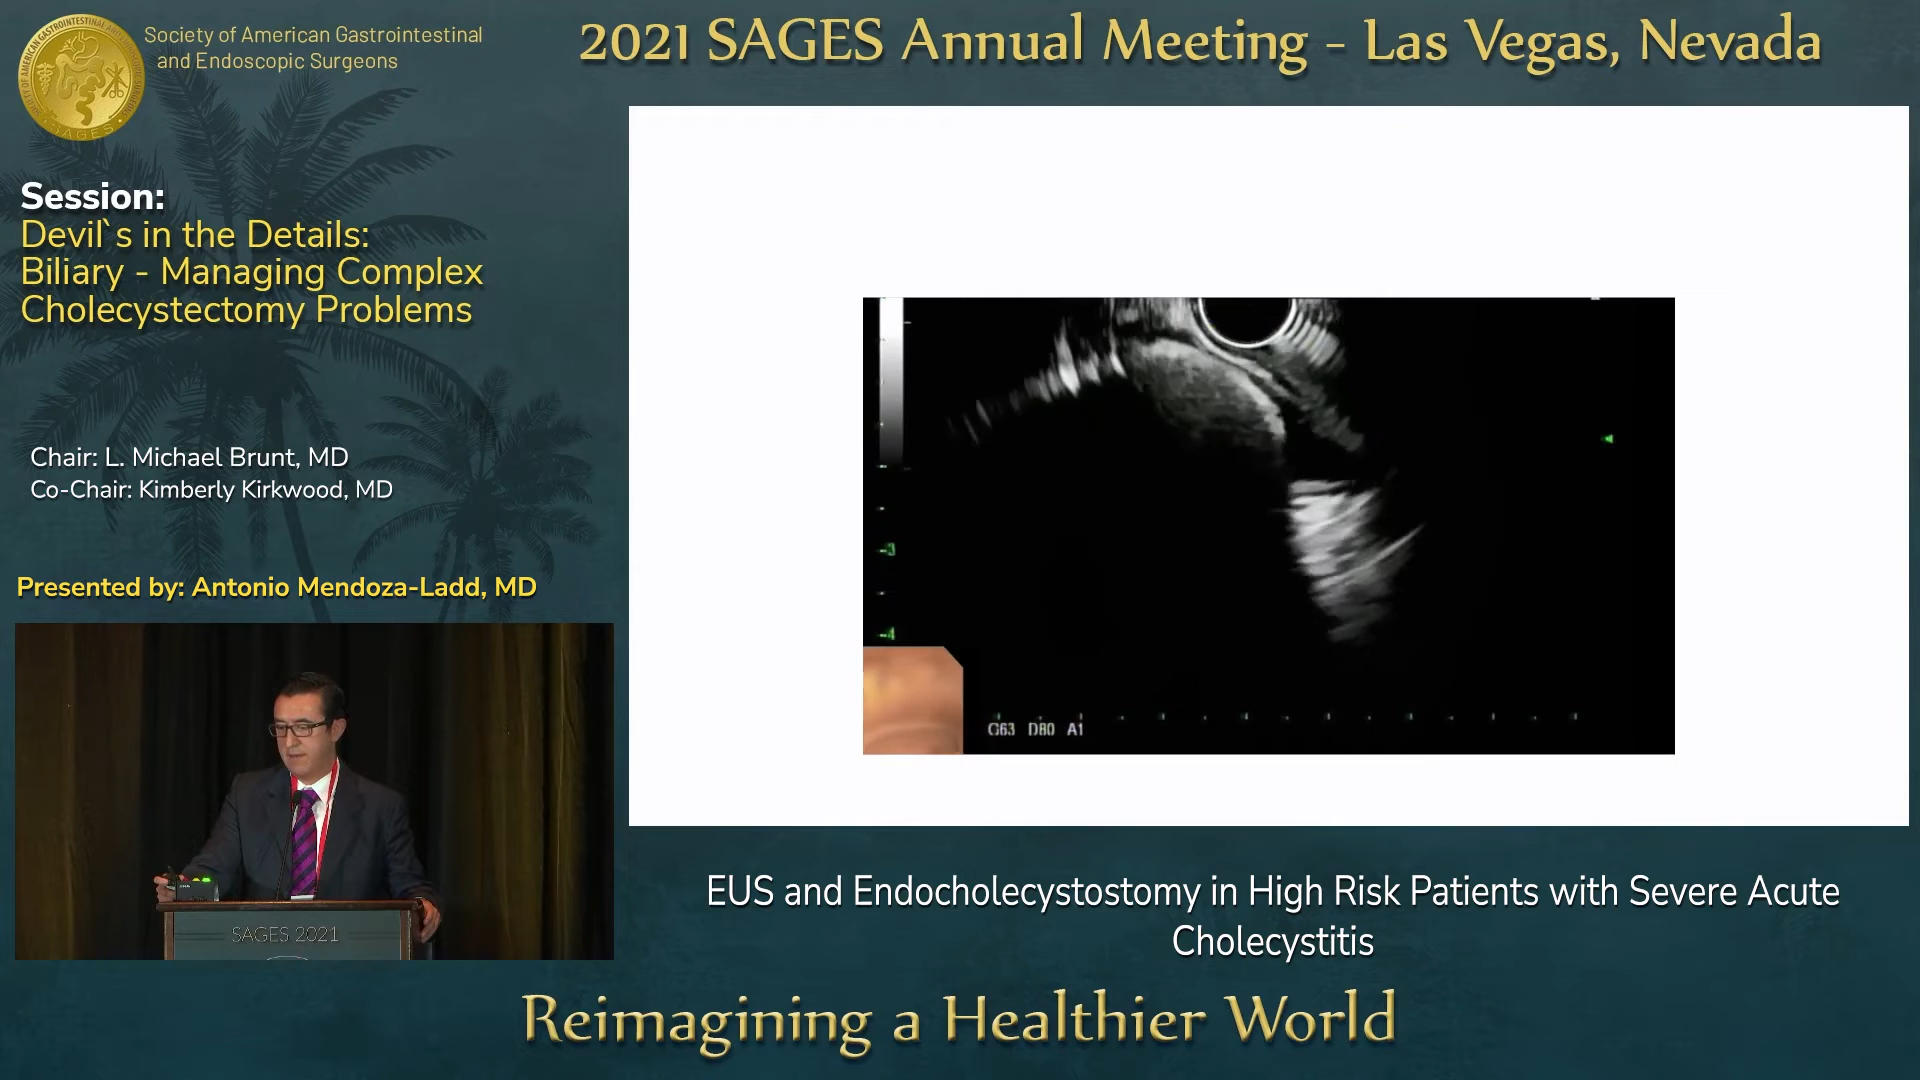 Society of American Gastrointestinal
and Endoscopic Surgeons
2021 SAGES Annual Meeting - Las Vegas, Nevada
SAGES
Session:
Devil`s in the Details:
Biliary - Managing Complex
Cholecystectomy Problems
Chair: L. Michael Brunt, MD
Co-Chair: Kimberly Kirkwood, MD
Presented by: Antonio Mendoza-Ladd, MD
SAGES 2021
3
4
G63 D80 A1
EUS and Endocholecystostomy in High Risk Patients with Severe Acute
Cholecystitis
Reimagining a Healthier World